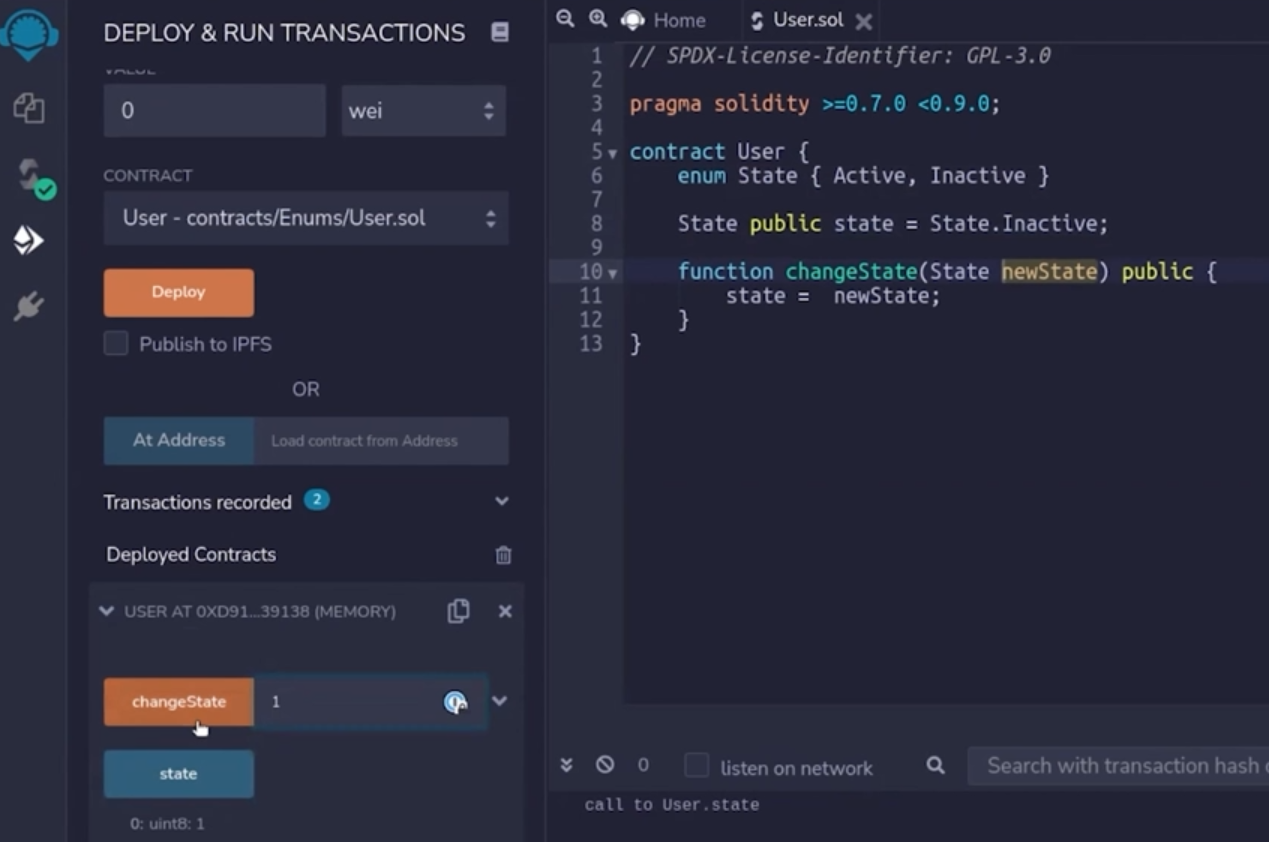 DEPLOY & RUN TRANSACTIONS
VALUE
0
wei
CONTRACT
User - contracts/Enums/User.sol
Deploy
Publish to IPFS
OR
At Address
Load contract from Address
Transactions recorded 2
Deployed Contracts
USER AT 0XD91...39138 (MEMORY)
changeState
1
state
0: uint8: 1
Home
User.sol
1 // SPDX-License-Identifier: GPL-3.0
2
3 pragma solidity >=0.7.0 <0.9.0;
4
5 contract User {
6 enum State { Active, Inactive }
7
8 State public state = State.Inactive;
9
10 function changeState(State newState) public {
11 state =  newState;
12 }
13 }
0
listen on network
Search with transaction hash
call to User.state